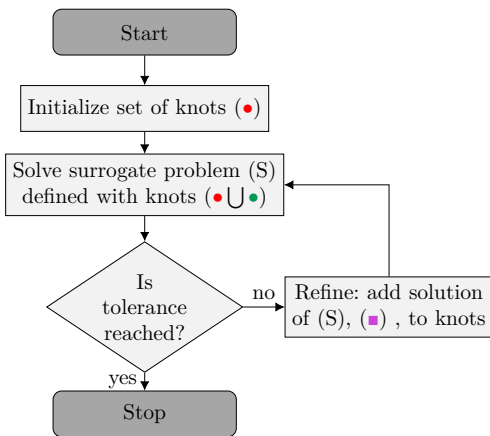 Start
Initialize set of knots (•)
Solve surrogate problem (S)
defined with knots (• ⋃ •)
Is
tolerance
reached?
no
Refine: add solution
of (S), (■) , to knots
yes
Stop